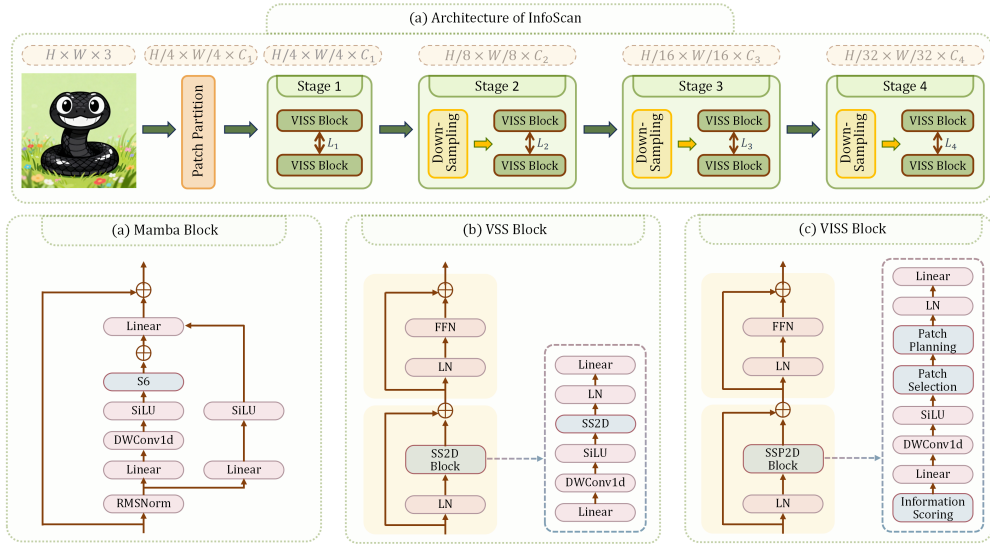 (a) Architecture of InfoScan
H × W × 3
H/4 × W/4 × C₁
H/4 × W/4 × C₁
H/8 × W/8 × C₂
H/16 × W/16 × C₃
H/32 × W/32 × C₄
Patch Partition
Stage 1
VISS Block
L₁
VISS Block
Stage 2
Down-
Sampling
VISS Block
L₂
VISS Block
Stage 3
Down-
Sampling
VISS Block
L₃
VISS Block
Stage 4
Down-
Sampling
VISS Block
L₄
VISS Block
(a) Mamba Block
Linear
S6
SiLU
DWConv1d
Linear
RMSNorm
SiLU
Linear
(b) VSS Block
FFN
LN
SS2D
Block
LN
Linear
LN
SS2D
SiLU
DWConv1d
Linear
(c) VISS Block
FFN
LN
SSP2D
Block
LN
Linear
LN
Patch
Planning
Patch
Selection
SiLU
DWConv1d
Linear
Information
Scoring